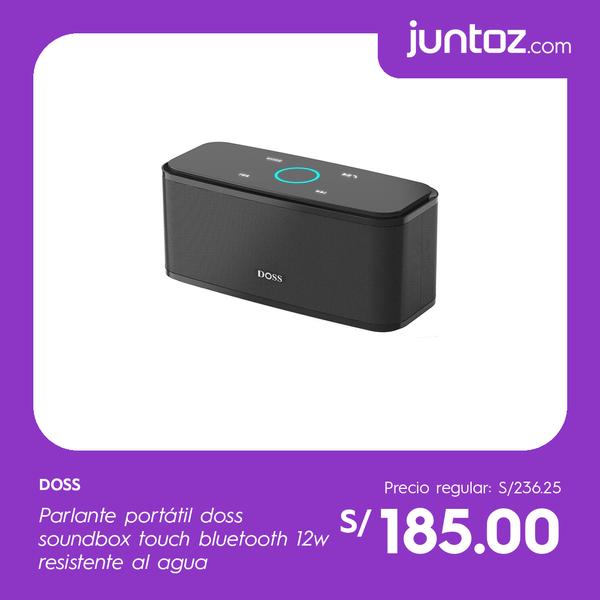 juntoz.com
DOSS
DOSS
Parlante portátil doss
soundbox touch bluetooth 12w
resistente al agua
Precio regular: S/236.25
S/185.00